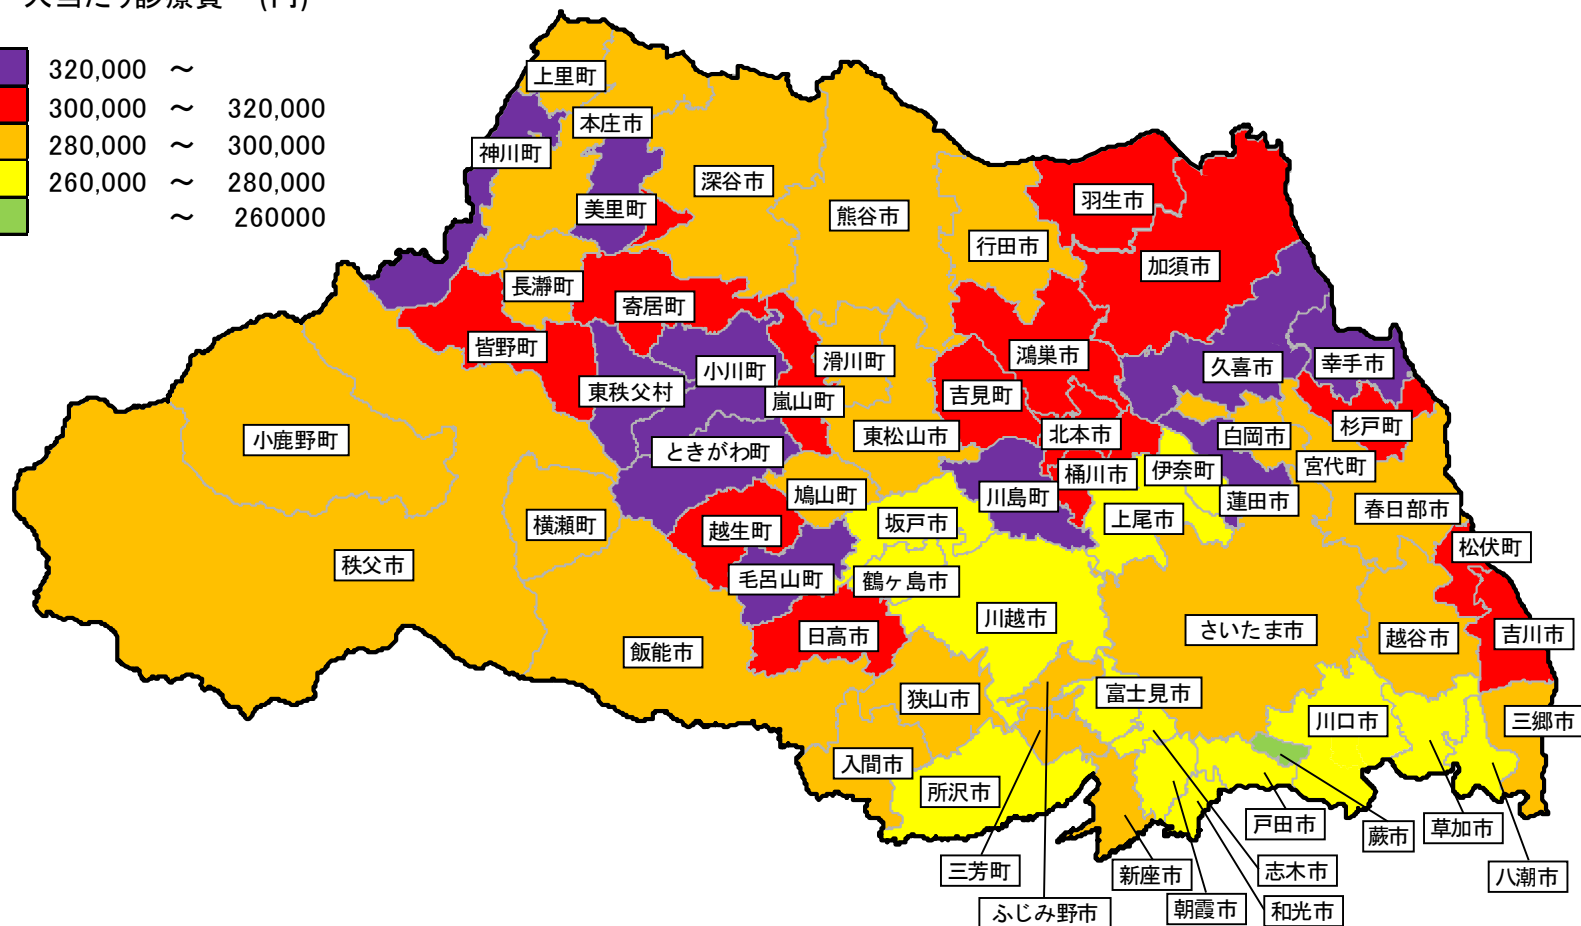 人当たり診療費 (円)
320,000 ～
300,000 ～ 320,000
280,000 ～ 300,000
260,000 ～ 280,000
～ 260000
上里町
本庄市
神川町
深谷市
美里町
熊谷市
羽生市
行田市
加須市
長瀞町
寄居町
皆野町
小川町
滑川町
鴻巣市
久喜市
幸手市
東秩父村
嵐山町
吉見町
小鹿野町
ときがわ町
東松山市
北本市
白岡市
杉戸町
宮代町
鳩山町
川島町
桶川市
伊奈町
蓮田市
横瀬町
越生町
坂戸市
上尾市
春日部市
松伏町
秩父市
毛呂山町
鶴ヶ島市
川越市
日高市
飯能市
さいたま市
越谷市
吉川市
狭山市
富士見市
川口市
三郷市
入間市
所沢市
戸田市
蕨市
草加市
三芳町
新座市
志木市
八潮市
ふじみ野市
朝霞市
和光市